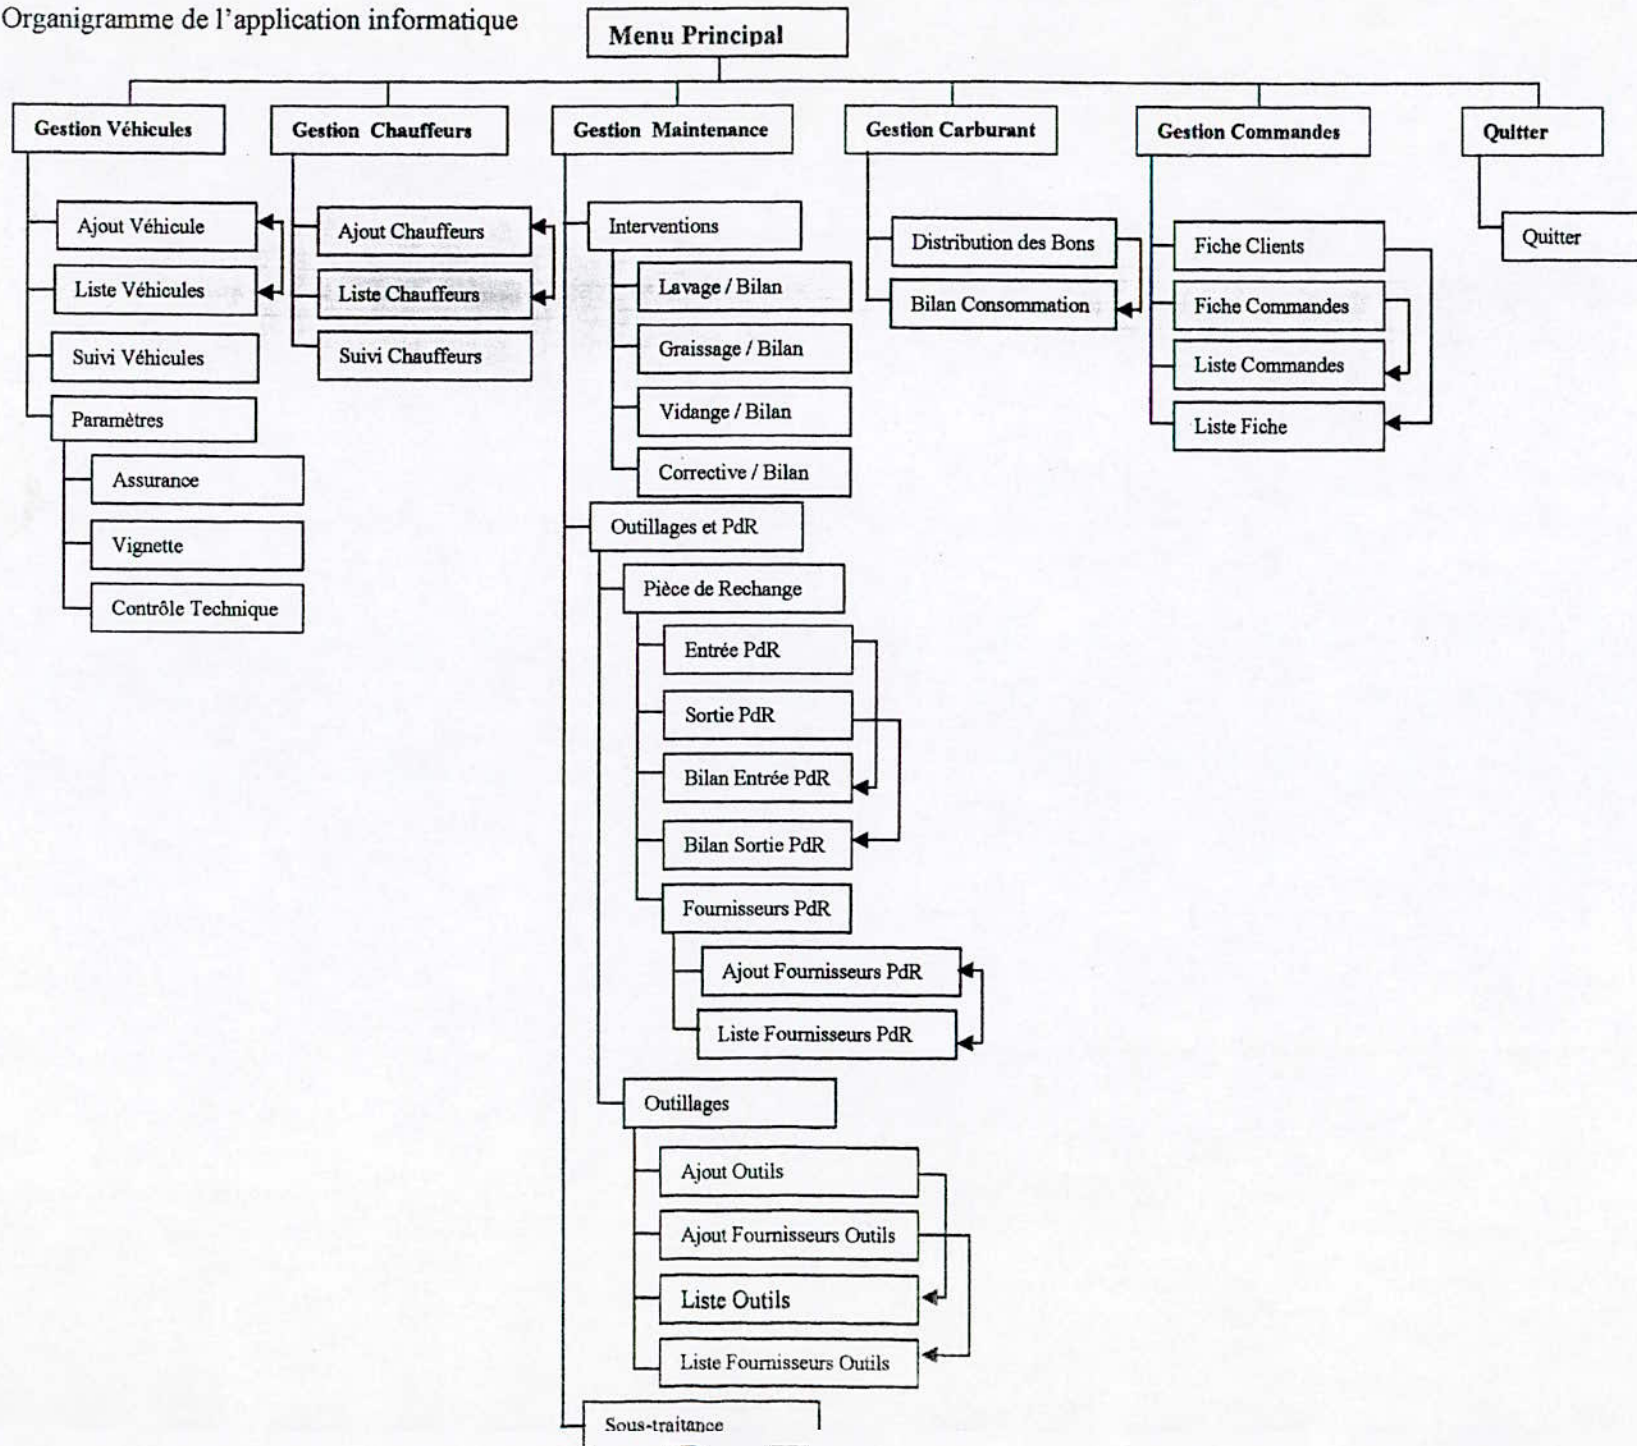 Organigramme de l'application informatique
Menu Principal
Gestion Véhicules
Gestion Chauffeurs
Gestion Maintenance
Gestion Carburant
Gestion Commandes
Quitter
Ajout Véhicule
Liste Véhicules
Suivi Véhicules
Paramètres
Assurance
Vignette
Contrôle Technique
Ajout Chauffeurs
Liste Chauffeurs
Suivi Chauffeurs
Interventions
Lavage / Bilan
Graissage / Bilan
Vidange / Bilan
Corrective / Bilan
Outillages et PdR
Pièce de Rechange
Entrée PdR
Sortie PdR
Bilan Entrée PdR
Bilan Sortie PdR
Fournisseurs PdR
Ajout Fournisseurs PdR
Liste Fournisseurs PdR
Outillages
Ajout Outils
Ajout Fournisseurs Outils
Liste Outils
Liste Fournisseurs Outils
Sous-traitance
Distribution des Bons
Bilan Consommation
Fiche Clients
Fiche Commandes
Liste Commandes
Liste Fiche
Quitter